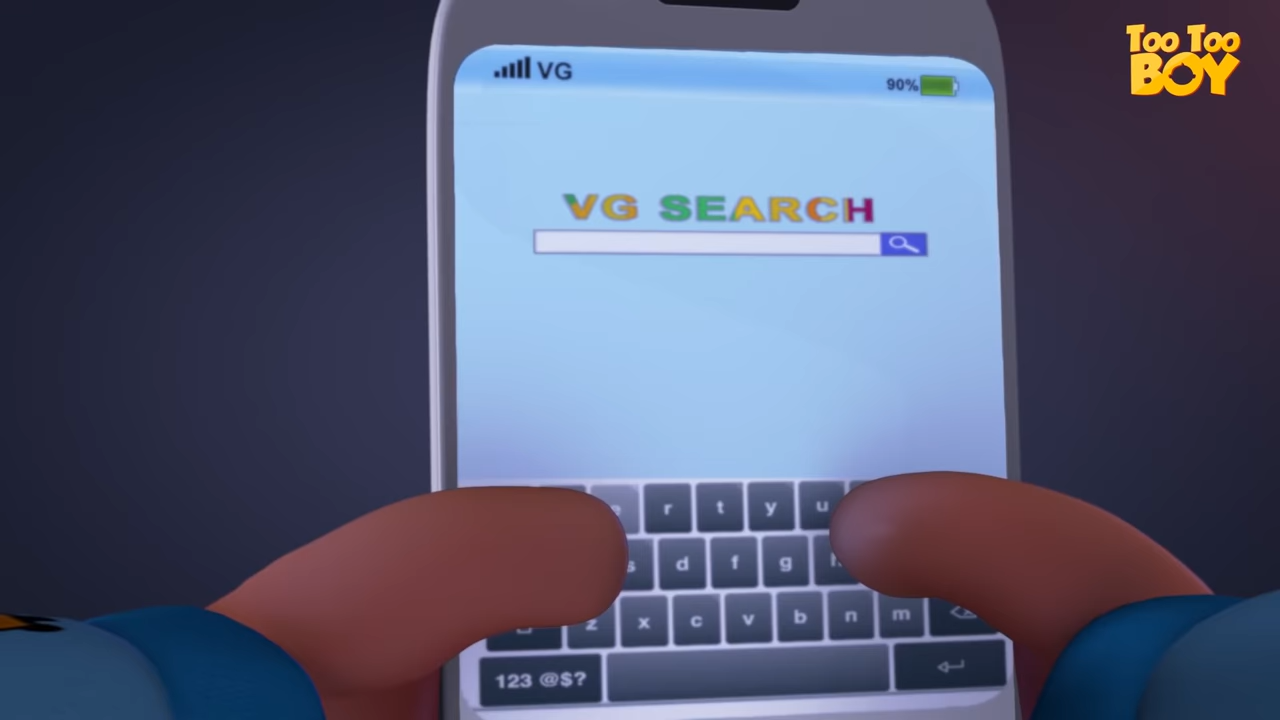 TOO TOO
BOY
VG
90%
VG SEARCH
e r t y u
s d f g
z x c v b n m
123 @$?